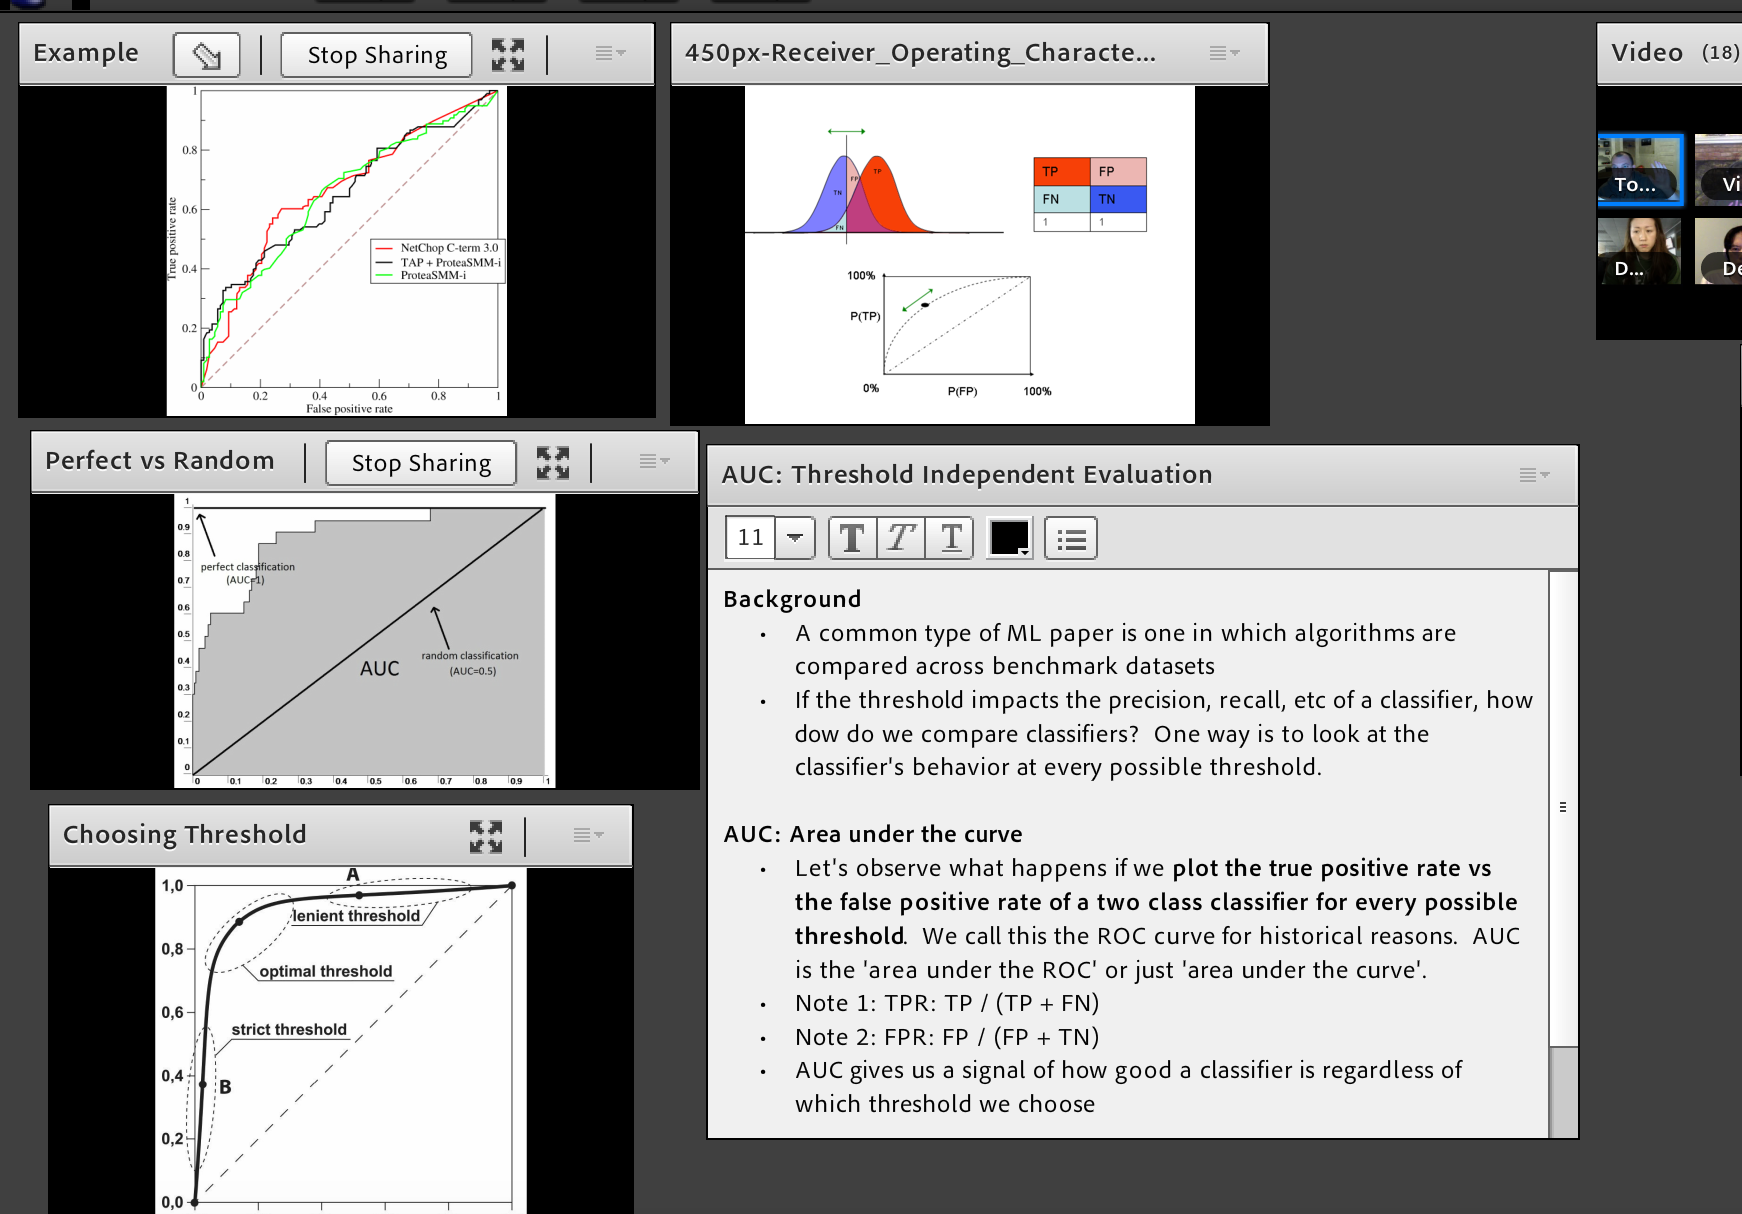 Example
Stop Sharing
1
0.8
0.6
0.4
0.2
0
0
0.2
0.4
0.6
0.8
1
True positive rate
False positive rate
NetChop C-term 3.0
TAP + ProteaSMM-i
ProteaSMM-i
450px-Receiver_Operating_Characte...
TN
FP
TP
FN
TP FP
FN TN
1 1
100%
P(TP)
0%
P(FP)
100%
Video (18)
To...
Vi
D...
De
Perfect vs Random
Stop Sharing
1
0.9
0.8
0.7
0.6
0.5
0.4
0.3
0.2
0.1
0
perfect classification
(AUC=1)
random classification
(AUC=0.5)
AUC
0 0.1 0.2 0.3 0.4 0.5 0.6 0.7 0.8 0.9 1
Choosing Threshold
1,0
0,8
0,6
0,4
0,2
0,0
A
lenient threshold
optimal threshold
strict threshold
B
AUC: Threshold Independent Evaluation
11 T T T
Background
• A common type of ML paper is one in which algorithms are
compared across benchmark datasets
• If the threshold impacts the precision, recall, etc of a classifier, how
dow do we compare classifiers? One way is to look at the
classifier's behavior at every possible threshold.
AUC: Area under the curve
• Let's observe what happens if we plot the true positive rate vs
the false positive rate of a two class classifier for every possible
threshold. We call this the ROC curve for historical reasons. AUC
is the 'area under the ROC' or just 'area under the curve'.
• Note 1: TPR: TP / (TP + FN)
• Note 2: FPR: FP / (FP + TN)
• AUC gives us a signal of how good a classifier is regardless of
which threshold we choose